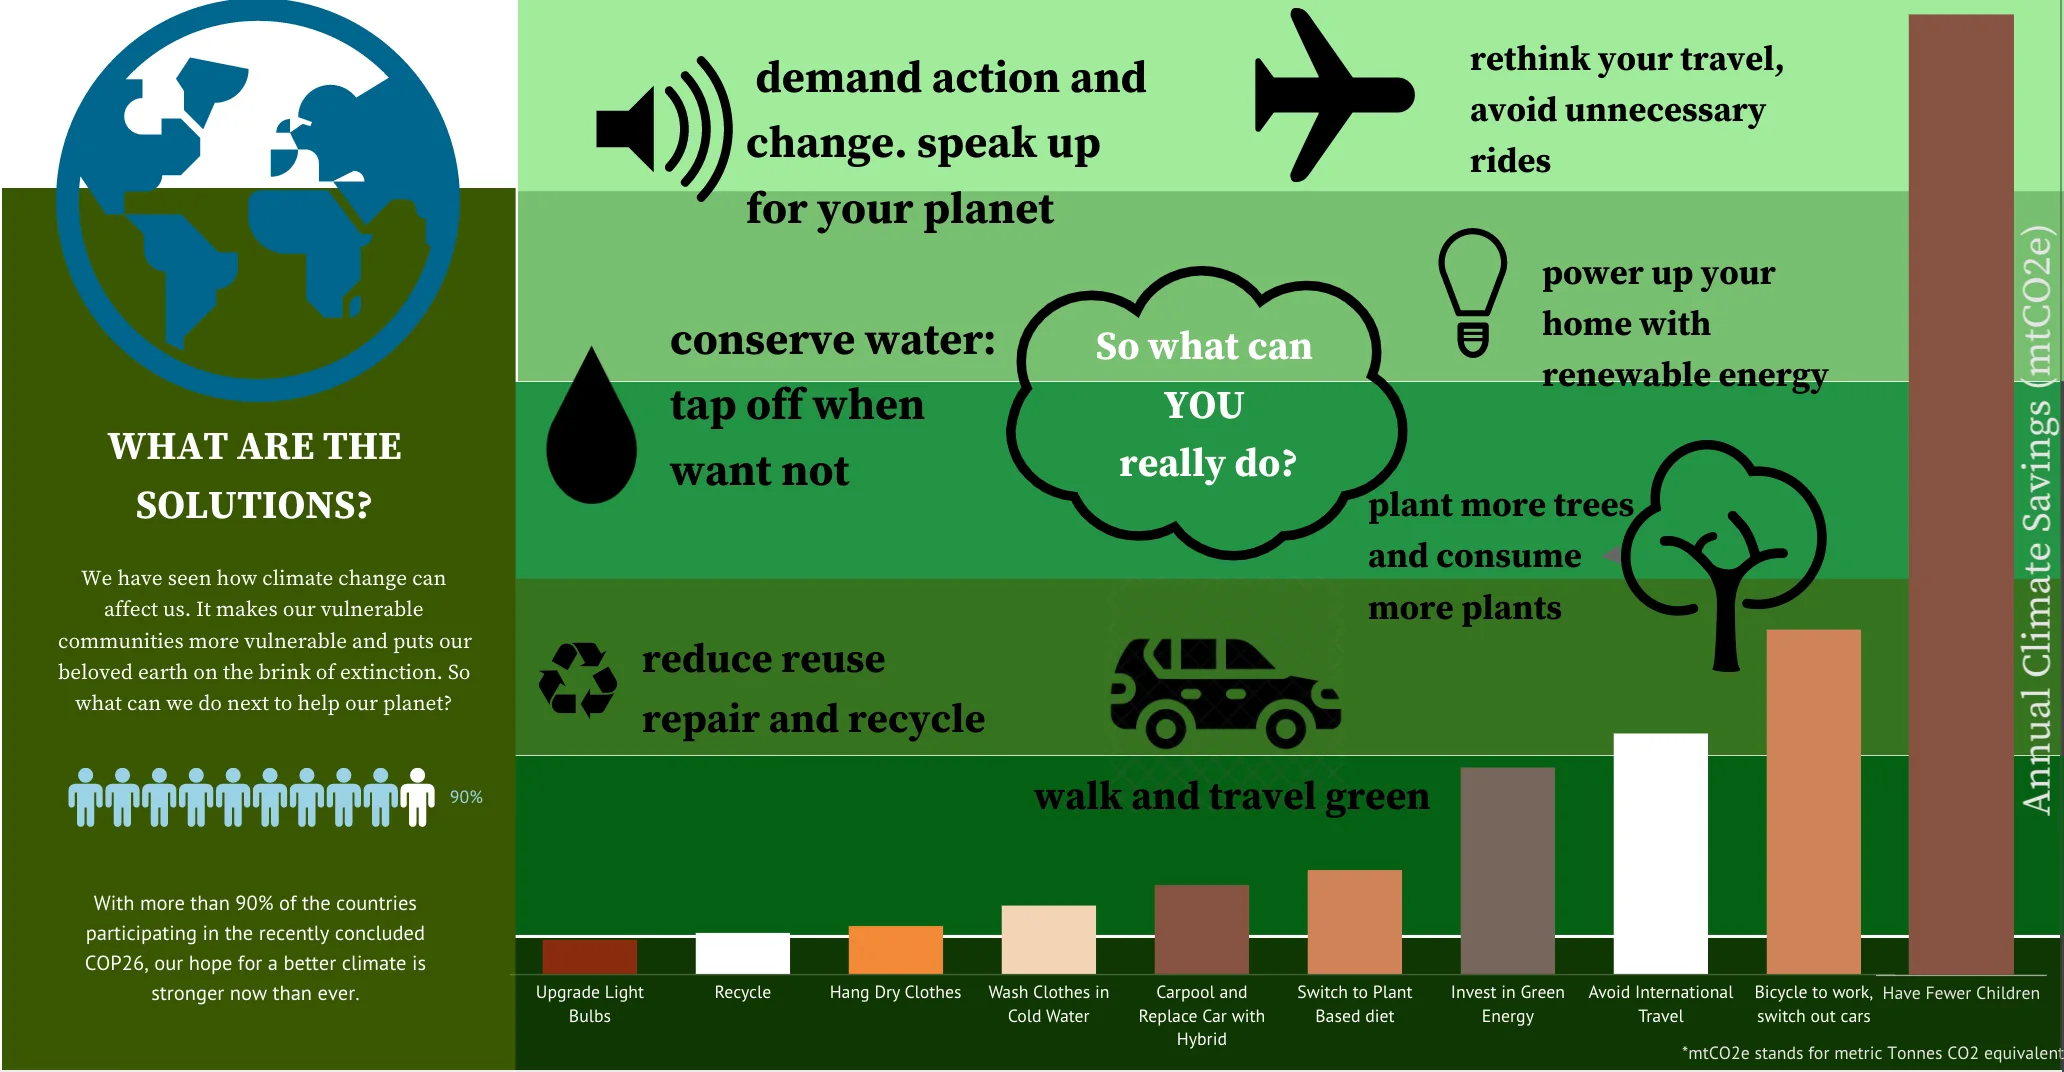 WHAT ARE THE
SOLUTIONS?
We have seen how climate change can
affect us. It makes our vulnerable
communities more vulnerable and puts our
beloved earth on the brink of extinction. So
what can we do next to help our planet?
90%
With more than 90% of the countries
participating in the recently concluded
COP26, our hope for a better climate is
stronger now than ever.
demand action and
change. speak up
for your planet
rethink your travel,
avoid unnecessary
rides
conserve water:
tap off when
want not
So what can
YOU
really do?
power up your
home with
renewable energy
plant more trees
and consume
more plants
reduce reuse
repair and recycle
walk and travel green
Annual Climate Savings (mtCO2e)
Upgrade Light
Bulbs
Recycle
Hang Dry Clothes
Wash Clothes in
Cold Water
Carpool and
Replace Car with
Hybrid
Switch to Plant
Based diet
Invest in Green
Energy
Avoid International
Travel
Bicycle to work,
switch out cars
Have Fewer Children
*mtCO2e stands for metric Tonnes CO2 equivalent